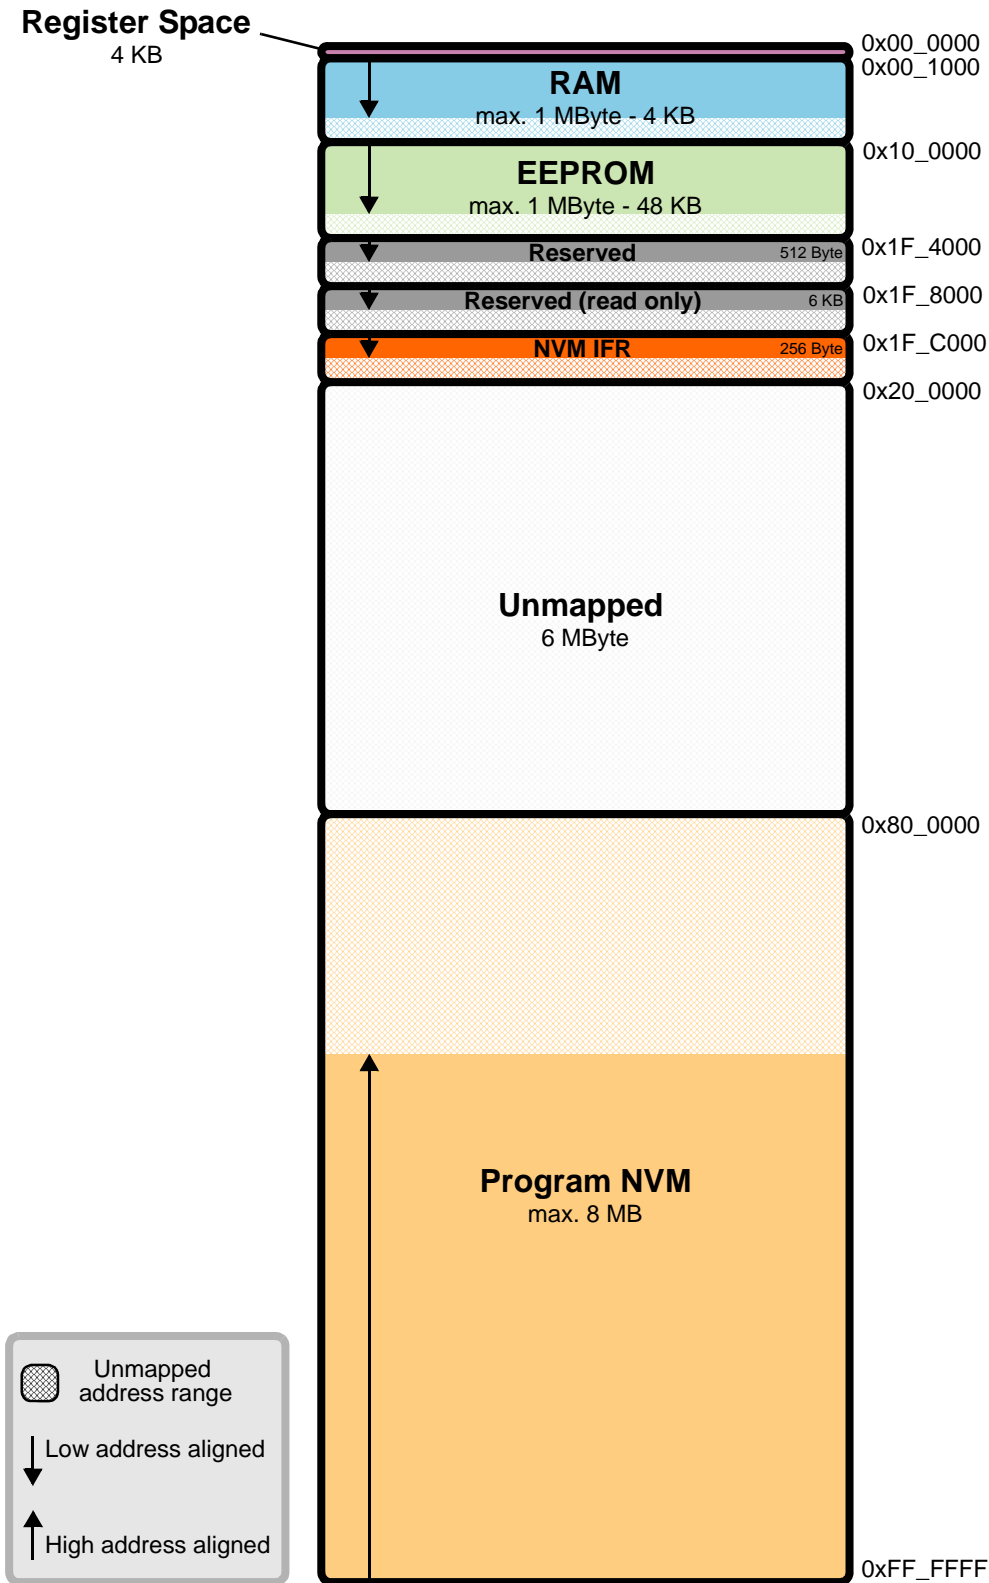 Register Space
4 KB
0x00_0000
0x00_1000
RAM
max. 1 MByte - 4 KB
0x10_0000
EEPROM
max. 1 MByte - 48 KB
0x1F_4000
Reserved
512 Byte
0x1F_8000
Reserved (read only)
6 KB
0x1F_C000
NVM IFR
256 Byte
0x20_0000
Unmapped
6 MByte
0x80_0000
Program NVM
max. 8 MB
Unmapped
address range
Low address aligned
High address aligned
0xFF_FFFF